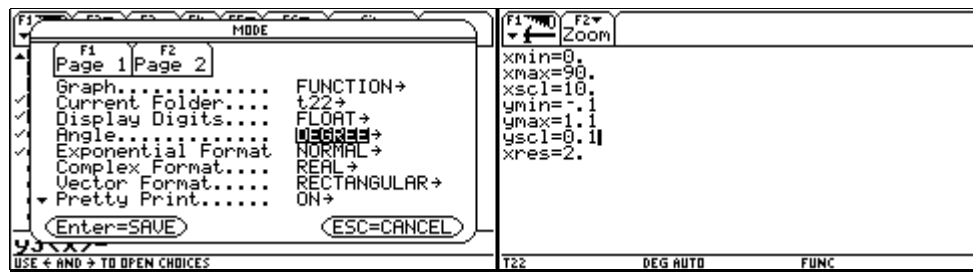 MODE
F1 F2
Page 1 Page 2
Graph.............. FUNCTION→
Current Folder.... t22→
Display Digits.... FLOAT→
Angle.............. DEGREE→
Exponential Format NORMAL→
Complex Format.... REAL→
Vector Format..... RECTANGULAR→
Pretty Print...... ON→
Enter=SAVE ESC=CANCEL
USE ← AND → TO OPEN CHOICES
F1 F2
Zoom
xmin=0.
xmax=90.
xscl=10.
ymin=-.1
ymax=1.1
yscl=0.1
xres=2.
T22 DEG AUTO FUNC